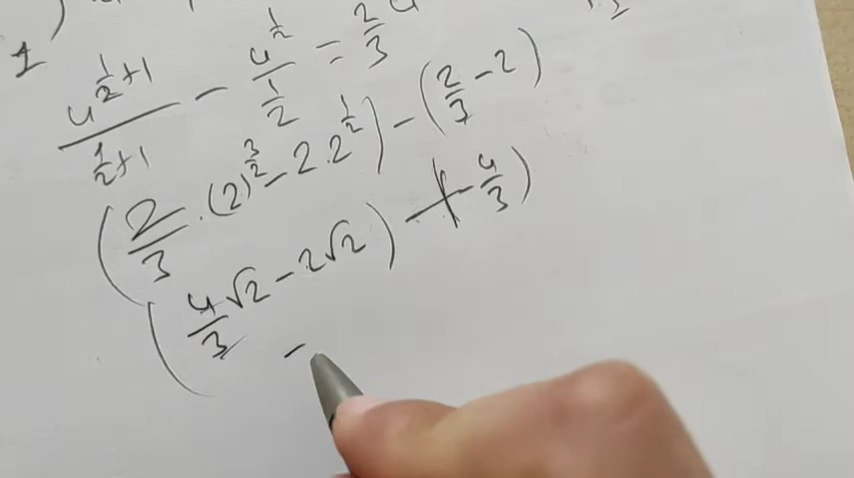 1
u^{1/2+1}/(1/2+1) - u^{1/2}/(1/2) = 2/3 u
(2/3 · (2)^{3/2} - 2.2^{1/2}) - (2/3 - 2)
(4/3 √2 - 2√2) - (- 4/3)
-